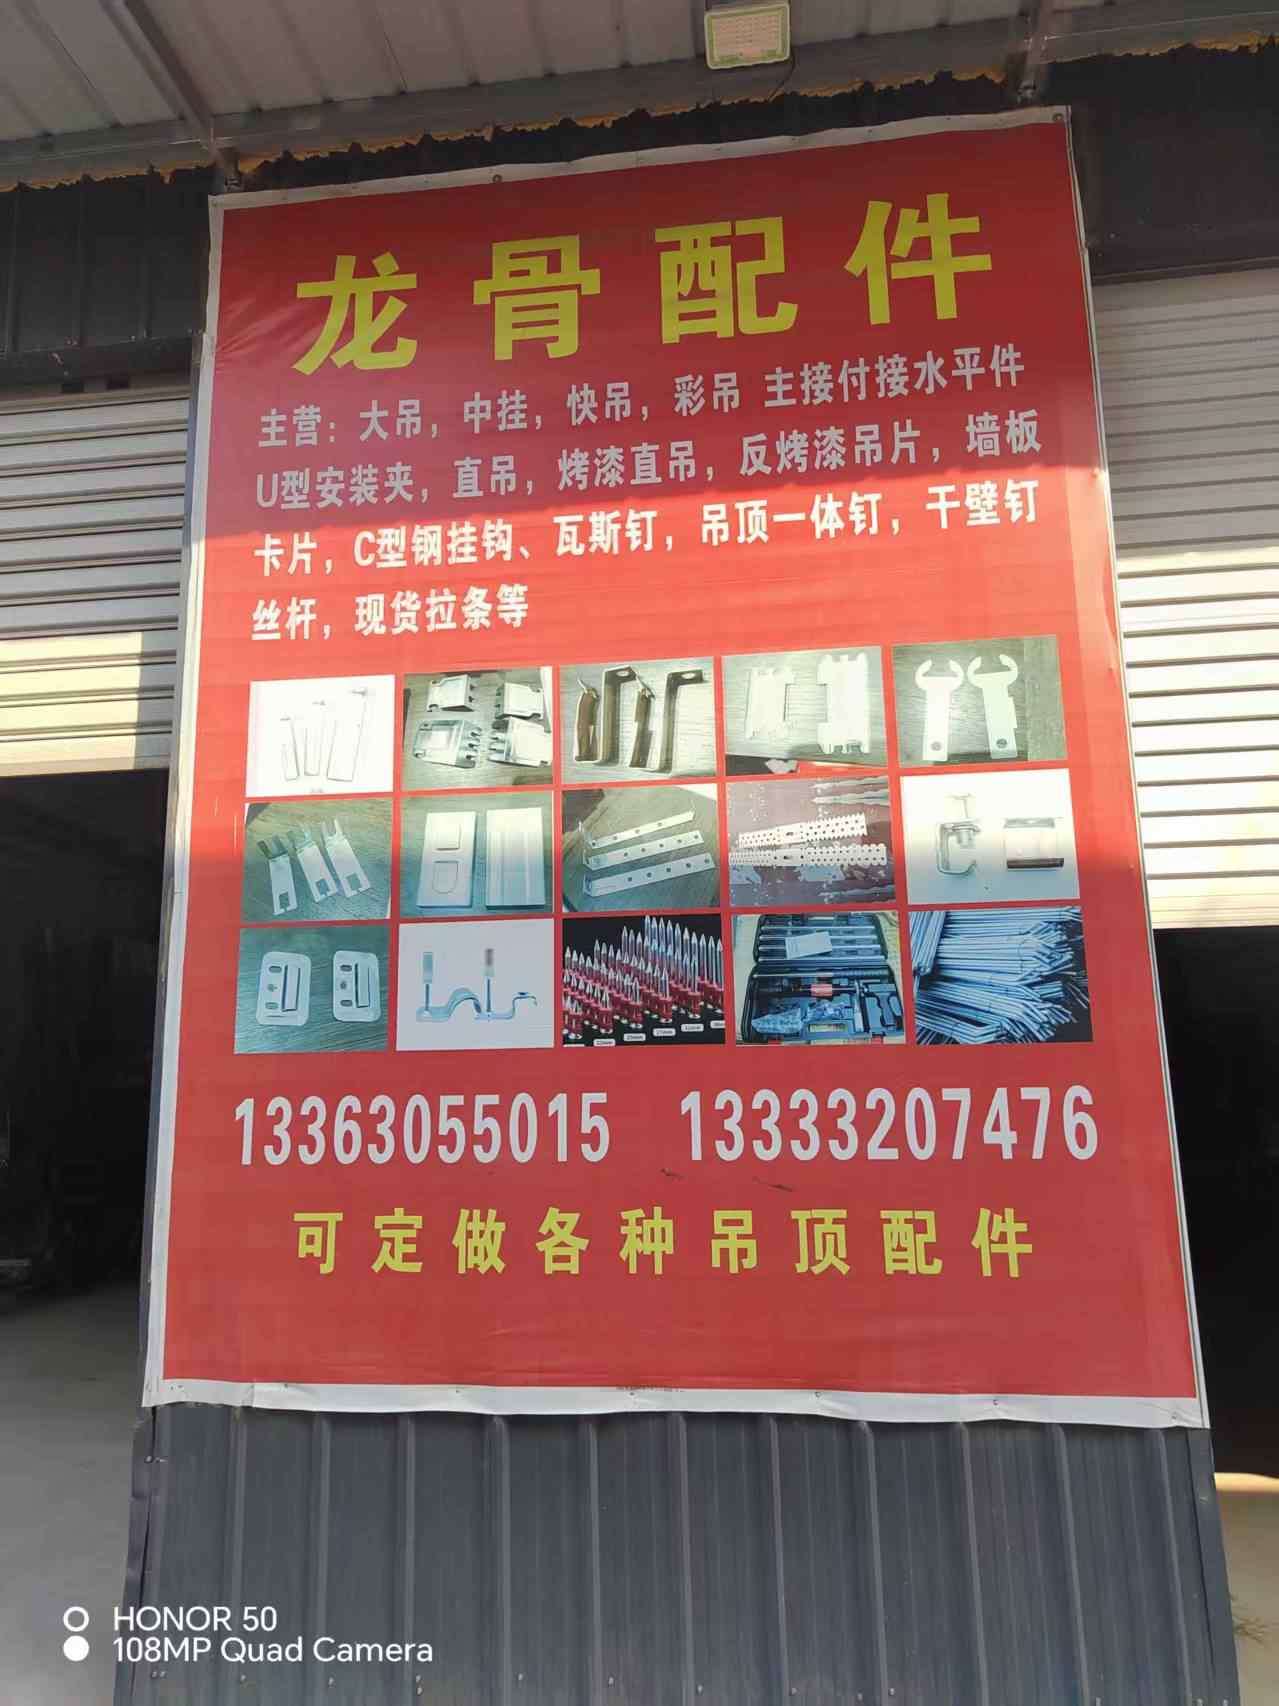 龙骨配件
主营：大吊，中挂，快吊，彩吊 主接付接水平件
U型安装夹，直吊，烤漆直吊，反烤漆吊片，墙板
卡片，C型钢挂钩、瓦斯钉，吊顶一体钉，干壁钉
丝杆，现货拉条等
13363055015 13333207476
可定做各种吊顶配件
HONOR 50
108MP Quad Camera